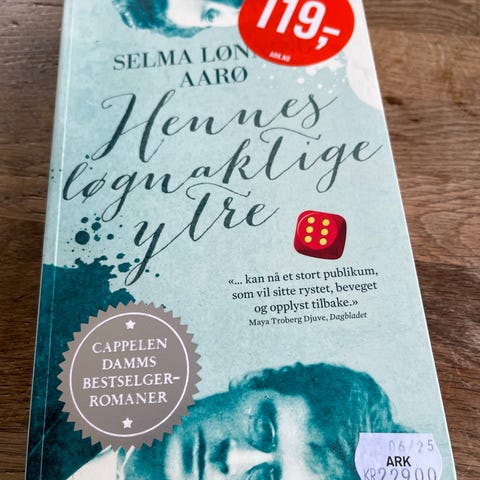 119,-
ARK.NO
SELMA
AARØ
Hennes
løgnaktige
ytre
«... kan nå et stort publikum,
som vil sitte rystet, beveget
og opplyst tilbake.»
Maya Troberg Djuve, Dagbladet
CAPPELEN
DAMMS
BESTSELGER-
ROMANER
06/25
ARK
KR22900